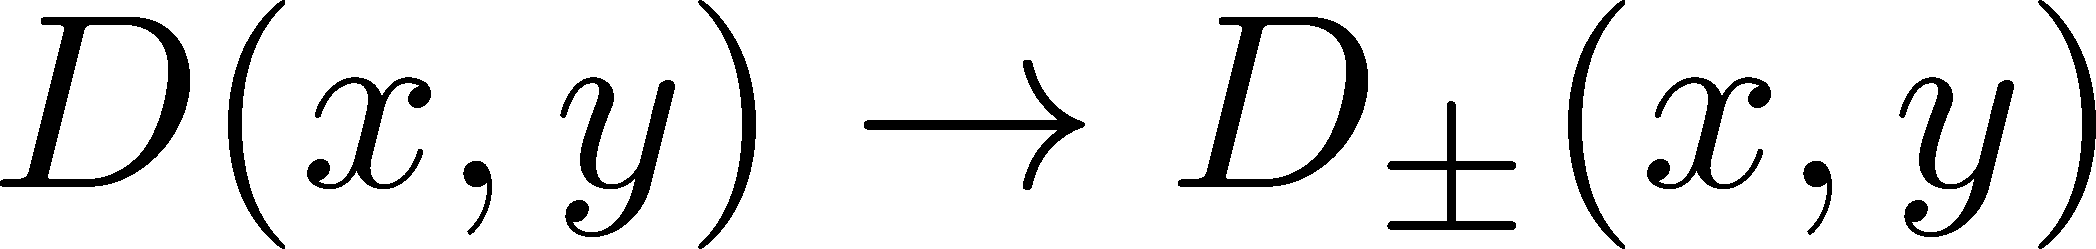 D(x, y) → D±(x, y)